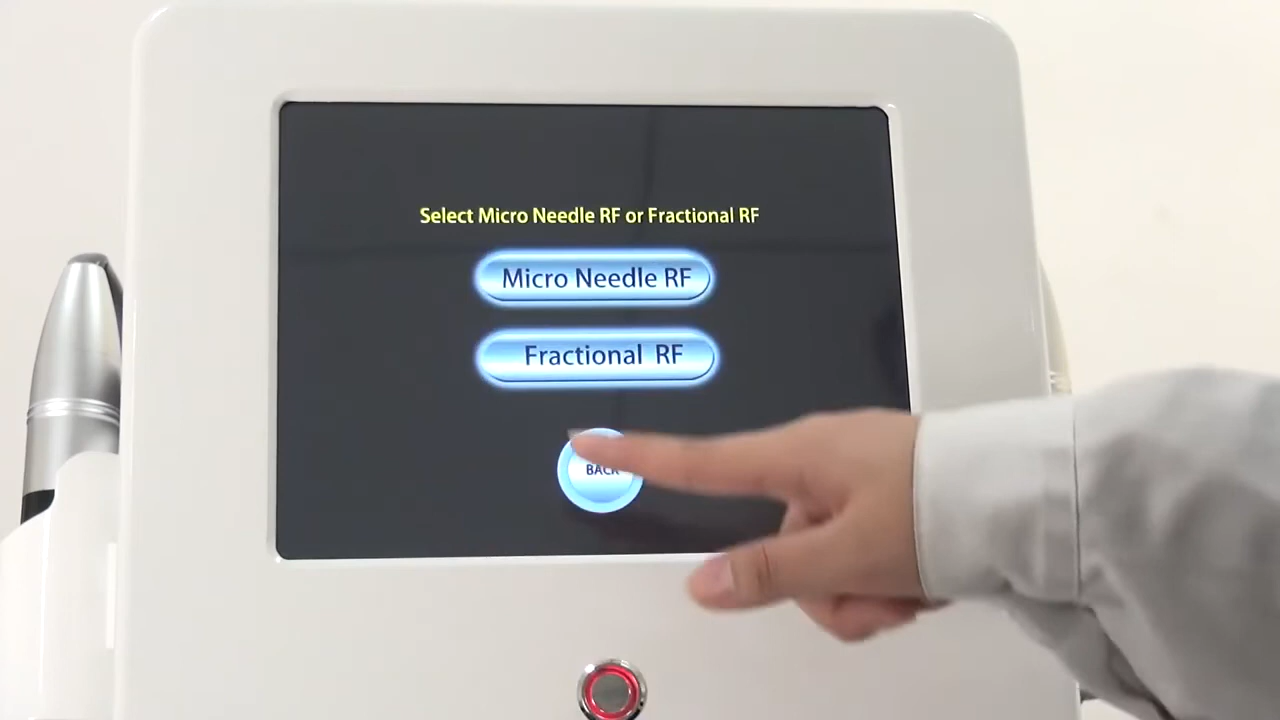 Select Micro Needle RF or Fractional RF
Micro Needle RF
Fractional RF
BACK